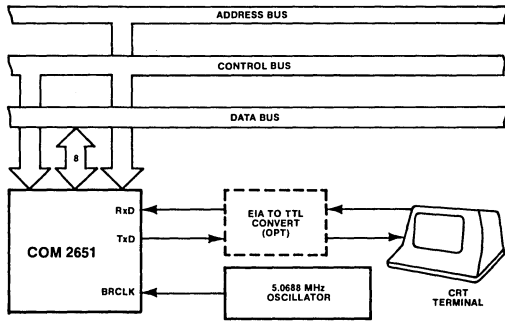 ADDRESS BUS
CONTROL BUS
DATA BUS
8
RxD
TxD
COM 2651
BRCLK
EIA TO TTL
CONVERT
(OPT)
5.0688 MHz
OSCILLATOR
CRT
TERMINAL